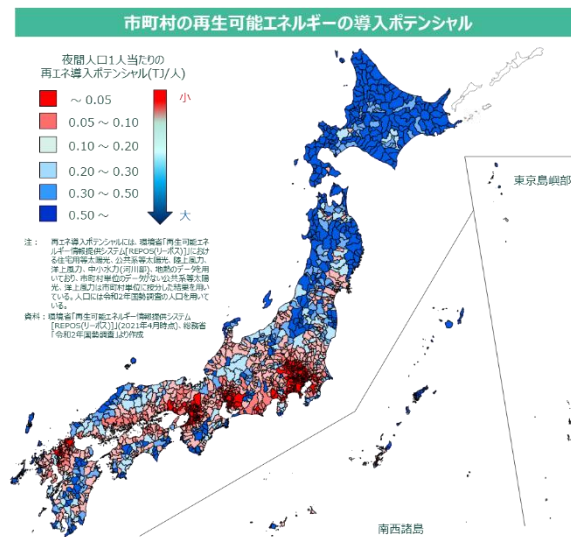 市町村の再生可能エネルギーの導入ポテンシャル
夜間人口1人当たりの
再エネ導入ポテンシャル(TJ/人)
～ 0.05
0.05 ～ 0.10
0.10 ～ 0.20
0.20 ～ 0.30
0.30 ～ 0.50
0.50 ～
小
大
注： 再エネ導入ポテンシャルには、環境省「再生可能エネ
ルギー情報提供システム[REPOS(リーポス)]」におけ
る住宅用等太陽光、公共系等太陽光、陸上風力、
洋上風力、中小水力(河川部)、地熱のデータを用
いており、市町村単位のデータがない公共系等太陽
光、洋上風力は市町村単位に按分した結果を用い
ている。人口には令和2年国勢調査の人口を用いて
いる。
資料：環境省「再生可能エネルギー情報提供システム
[REPOS(リーポス)]」(2021年4月時点)、総務省
「令和2年国勢調査」より作成
東京島嶼部
南西諸島